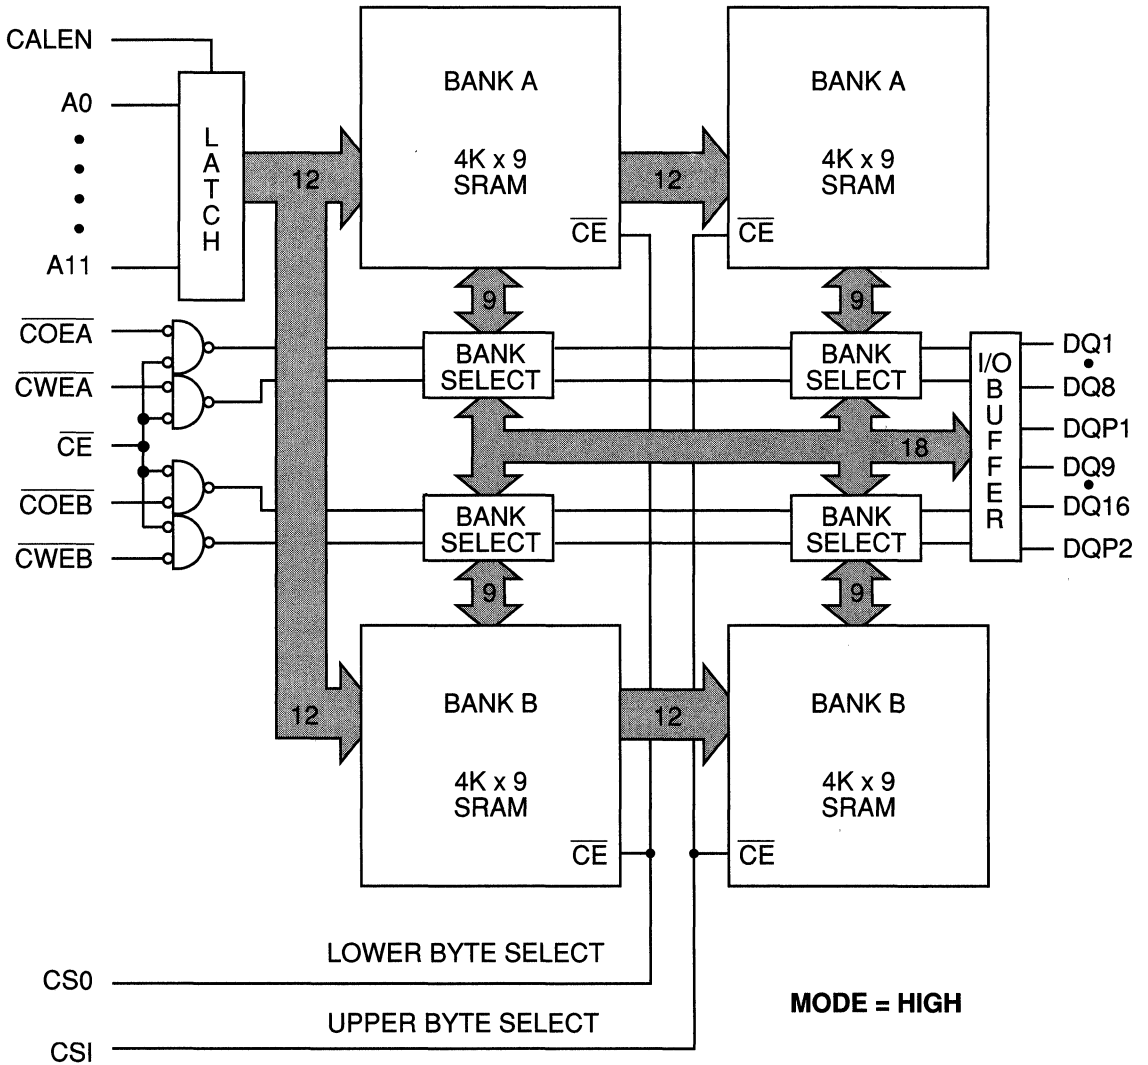 CALEN
A0
A11
LATCH
12
BANK A
4K x 9
SRAM
CE
12
BANK A
4K x 9
SRAM
CE
9
9
COEA
CWEA
CE
COEB
CWEB
BANK
SELECT
BANK
SELECT
18
BANK
SELECT
BANK
SELECT
I/O
BUFFER
DQ1
DQ8
DQP1
DQ9
DQ16
DQP2
9
9
12
BANK B
4K x 9
SRAM
CE
12
BANK B
4K x 9
SRAM
CE
LOWER BYTE SELECT
CS0
UPPER BYTE SELECT
CSI
MODE = HIGH